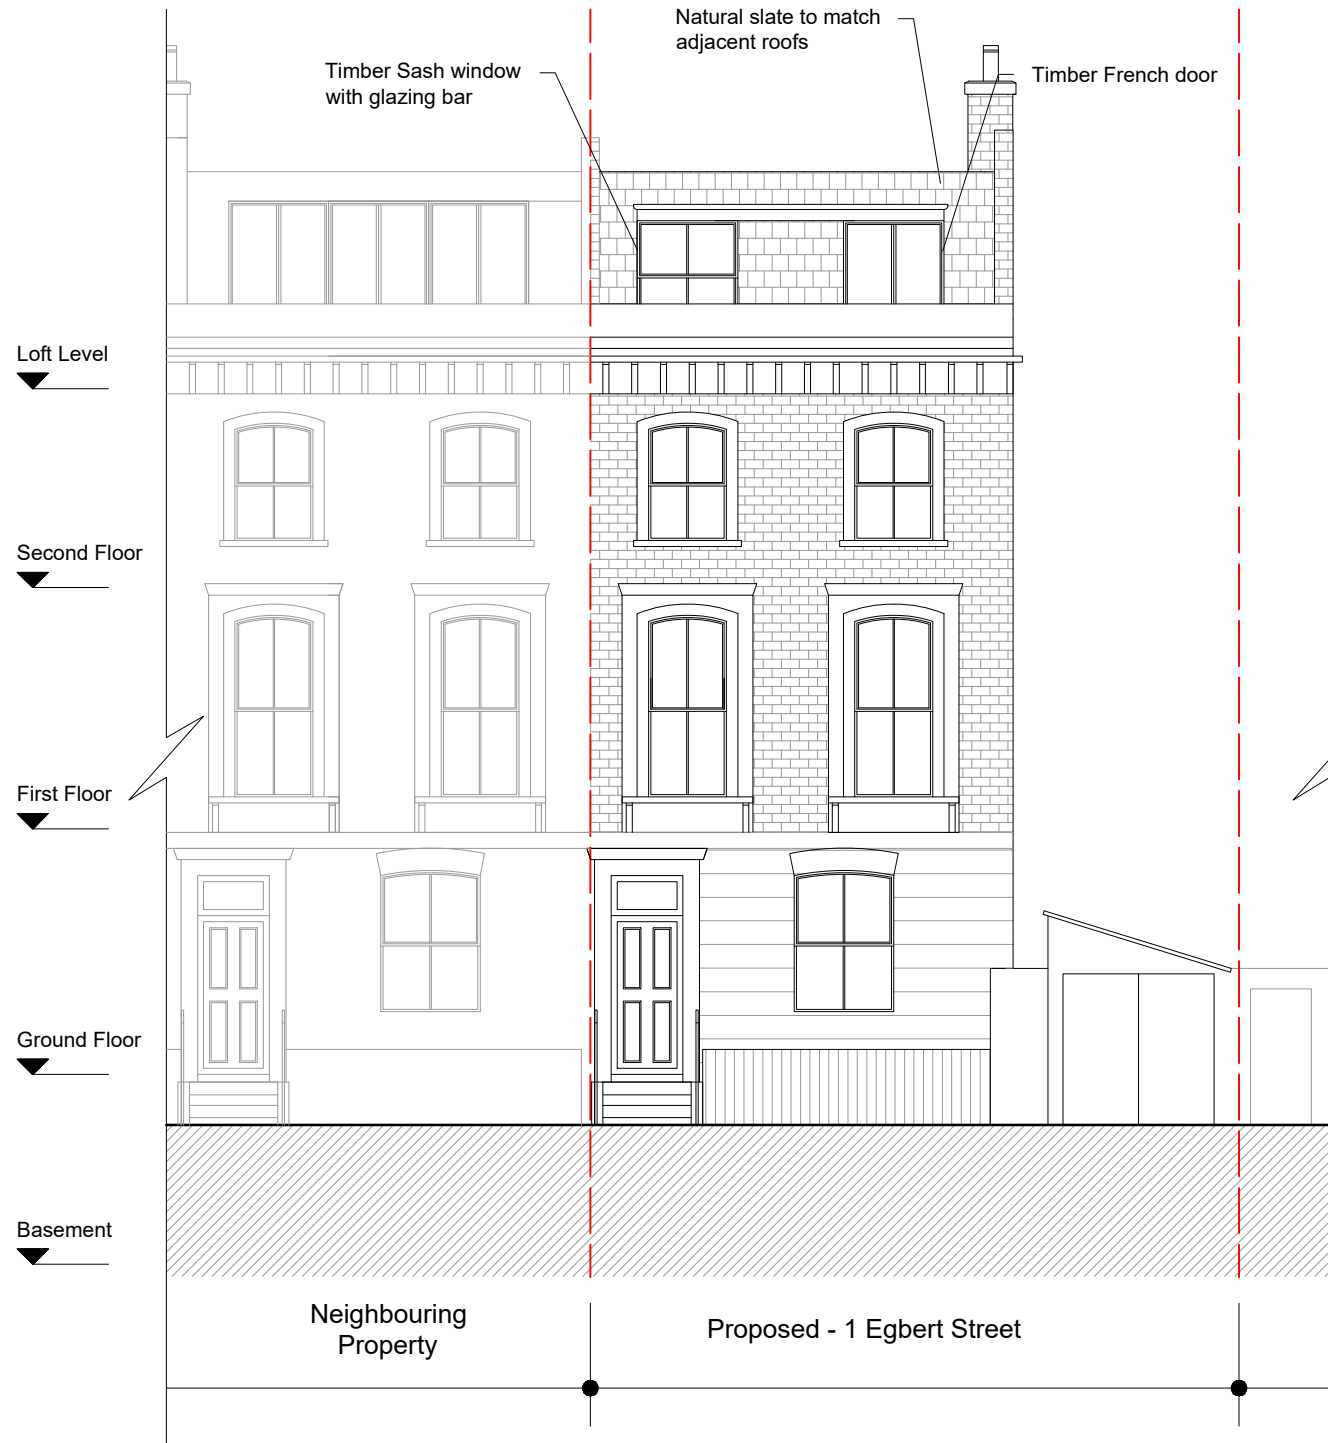 Natural slate to match
adjacent roofs
Timber Sash window
with glazing bar
Timber French door
Loft Level
Second Floor
First Floor
Ground Floor
Basement
Neighbouring
Property
Proposed - 1 Egbert Street